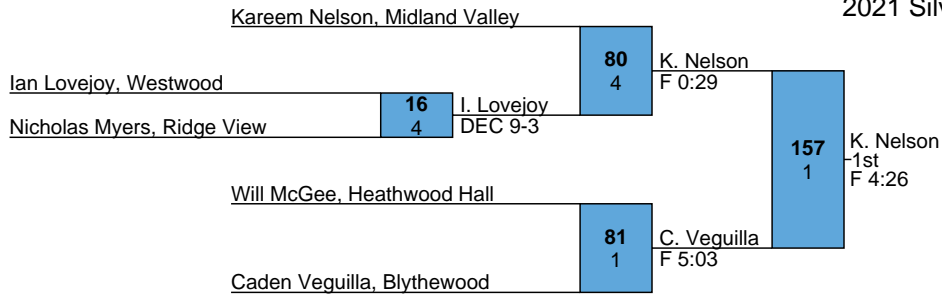 2021 Silv
Kareem Nelson, Midland Valley
80
4
K. Nelson
F 0:29
Ian Lovejoy, Westwood
16
4
I. Lovejoy
DEC 9-3
Nicholas Myers, Ridge View
157
1
K. Nelson
1st
F 4:26
Will McGee, Heathwood Hall
81
1
C. Veguilla
F 5:03
Caden Veguilla, Blythewood